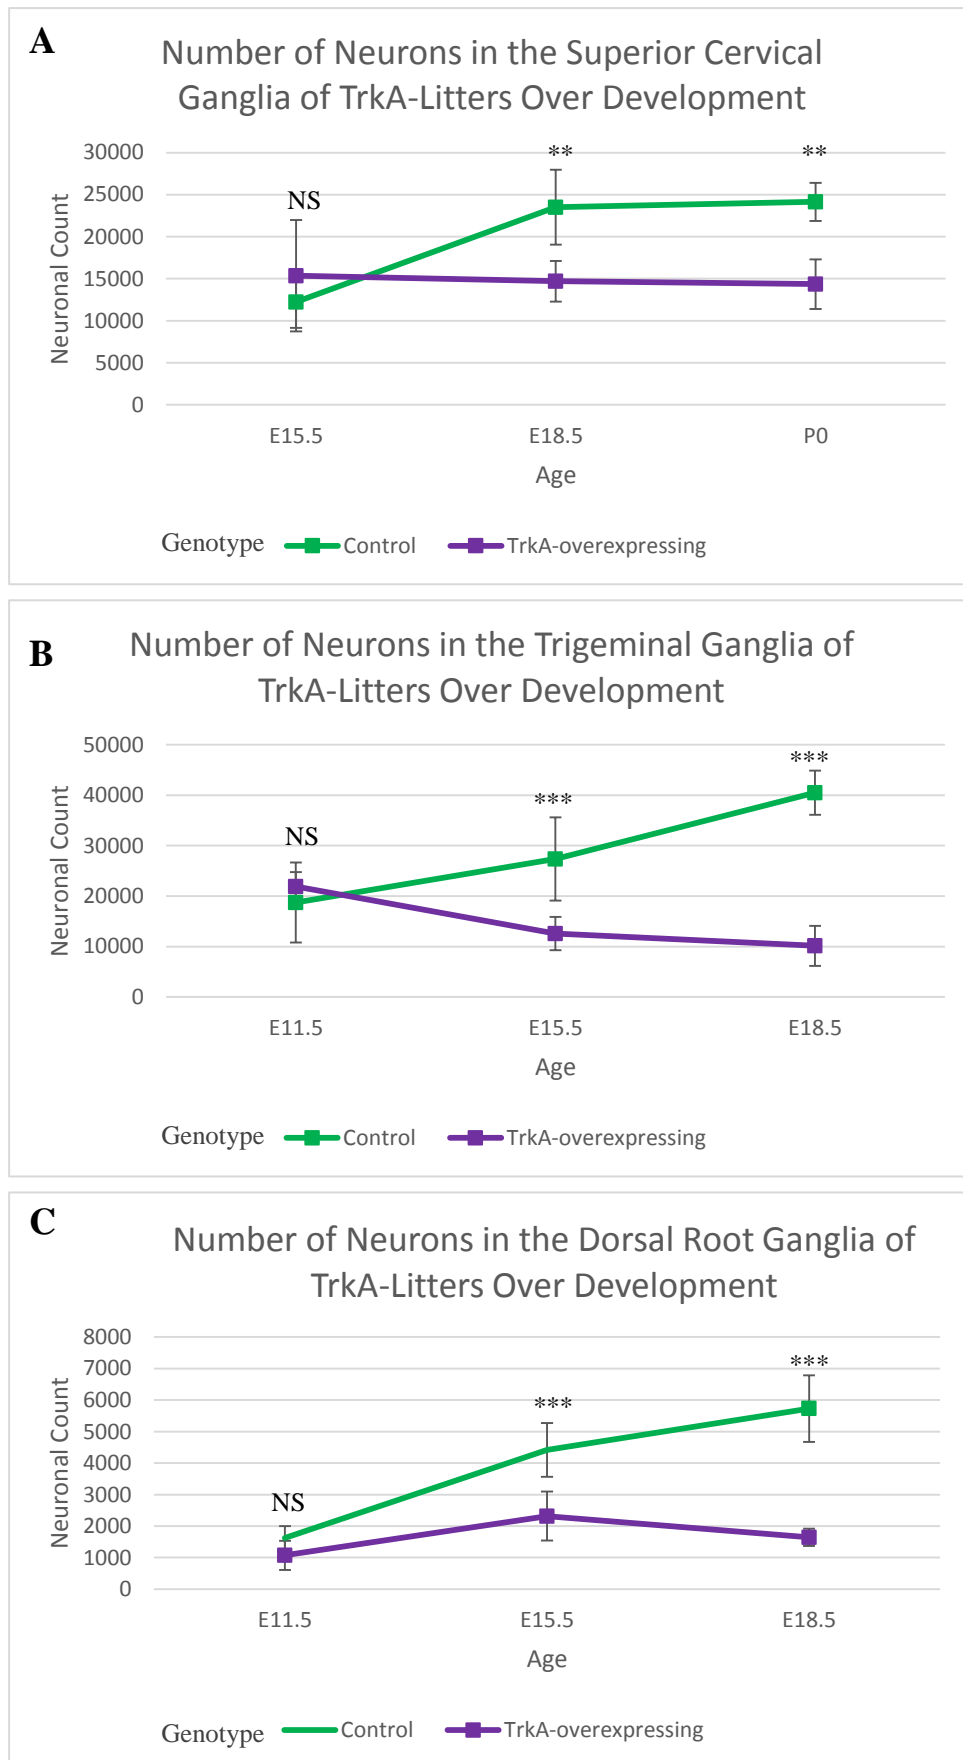 A
Number of Neurons in the Superior Cervical
Ganglia of TrkA-Litters Over Development
30000
25000
20000
15000
10000
5000
0
Neuronal Count
NS
**
**
E15.5
E18.5
P0
Age
Genotype Control TrkA-overexpressing
B
Number of Neurons in the Trigeminal Ganglia of
TrkA-Litters Over Development
50000
40000
30000
20000
10000
0
Neuronal Count
NS
***
***
E11.5
E15.5
E18.5
Age
Genotype Control TrkA-overexpressing
C
Number of Neurons in the Dorsal Root Ganglia of
TrkA-Litters Over Development
8000
7000
6000
5000
4000
3000
2000
1000
0
Neuronal Count
NS
***
***
E11.5
E15.5
E18.5
Age
Genotype Control TrkA-overexpressing